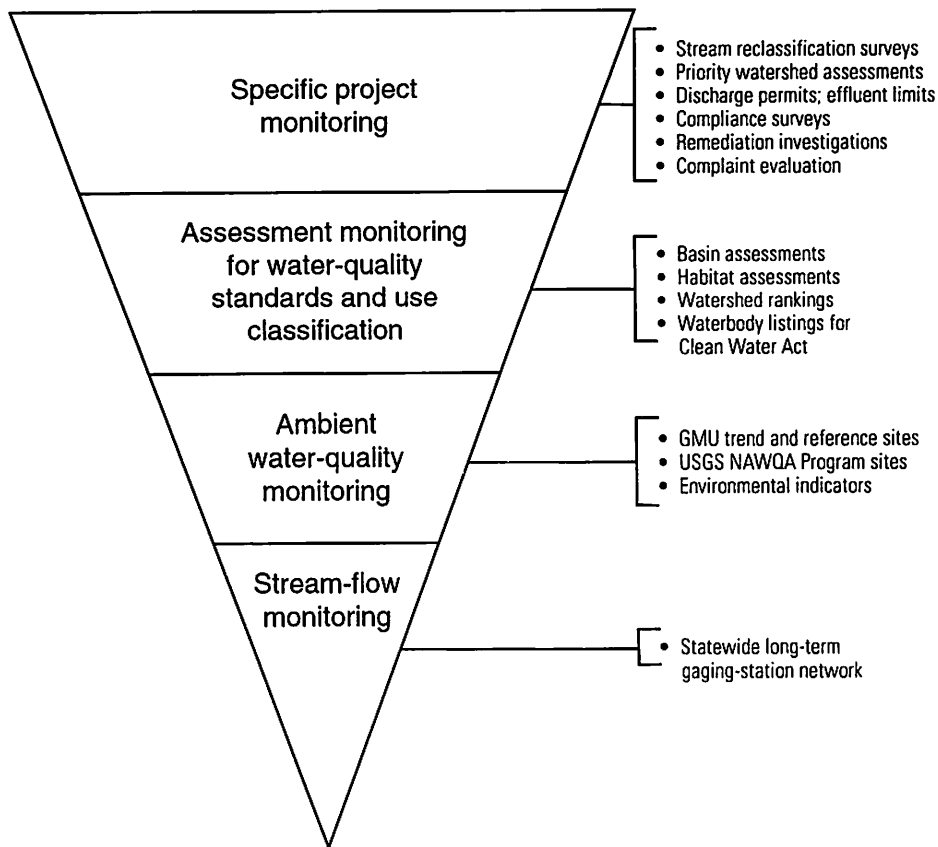 Specific project
monitoring
• Stream reclassification surveys
• Priority watershed assessments
• Discharge permits; effluent limits
• Compliance surveys
• Remediation investigations
• Complaint evaluation
Assessment monitoring
for water-quality
standards and use
classification
• Basin assessments
• Habitat assessments
• Watershed rankings
• Waterbody listings for
Clean Water Act
Ambient
water-quality
monitoring
• GMU trend and reference sites
• USGS NAWQA Program sites
• Environmental indicators
Stream-flow
monitoring
• Statewide long-term
gaging-station network